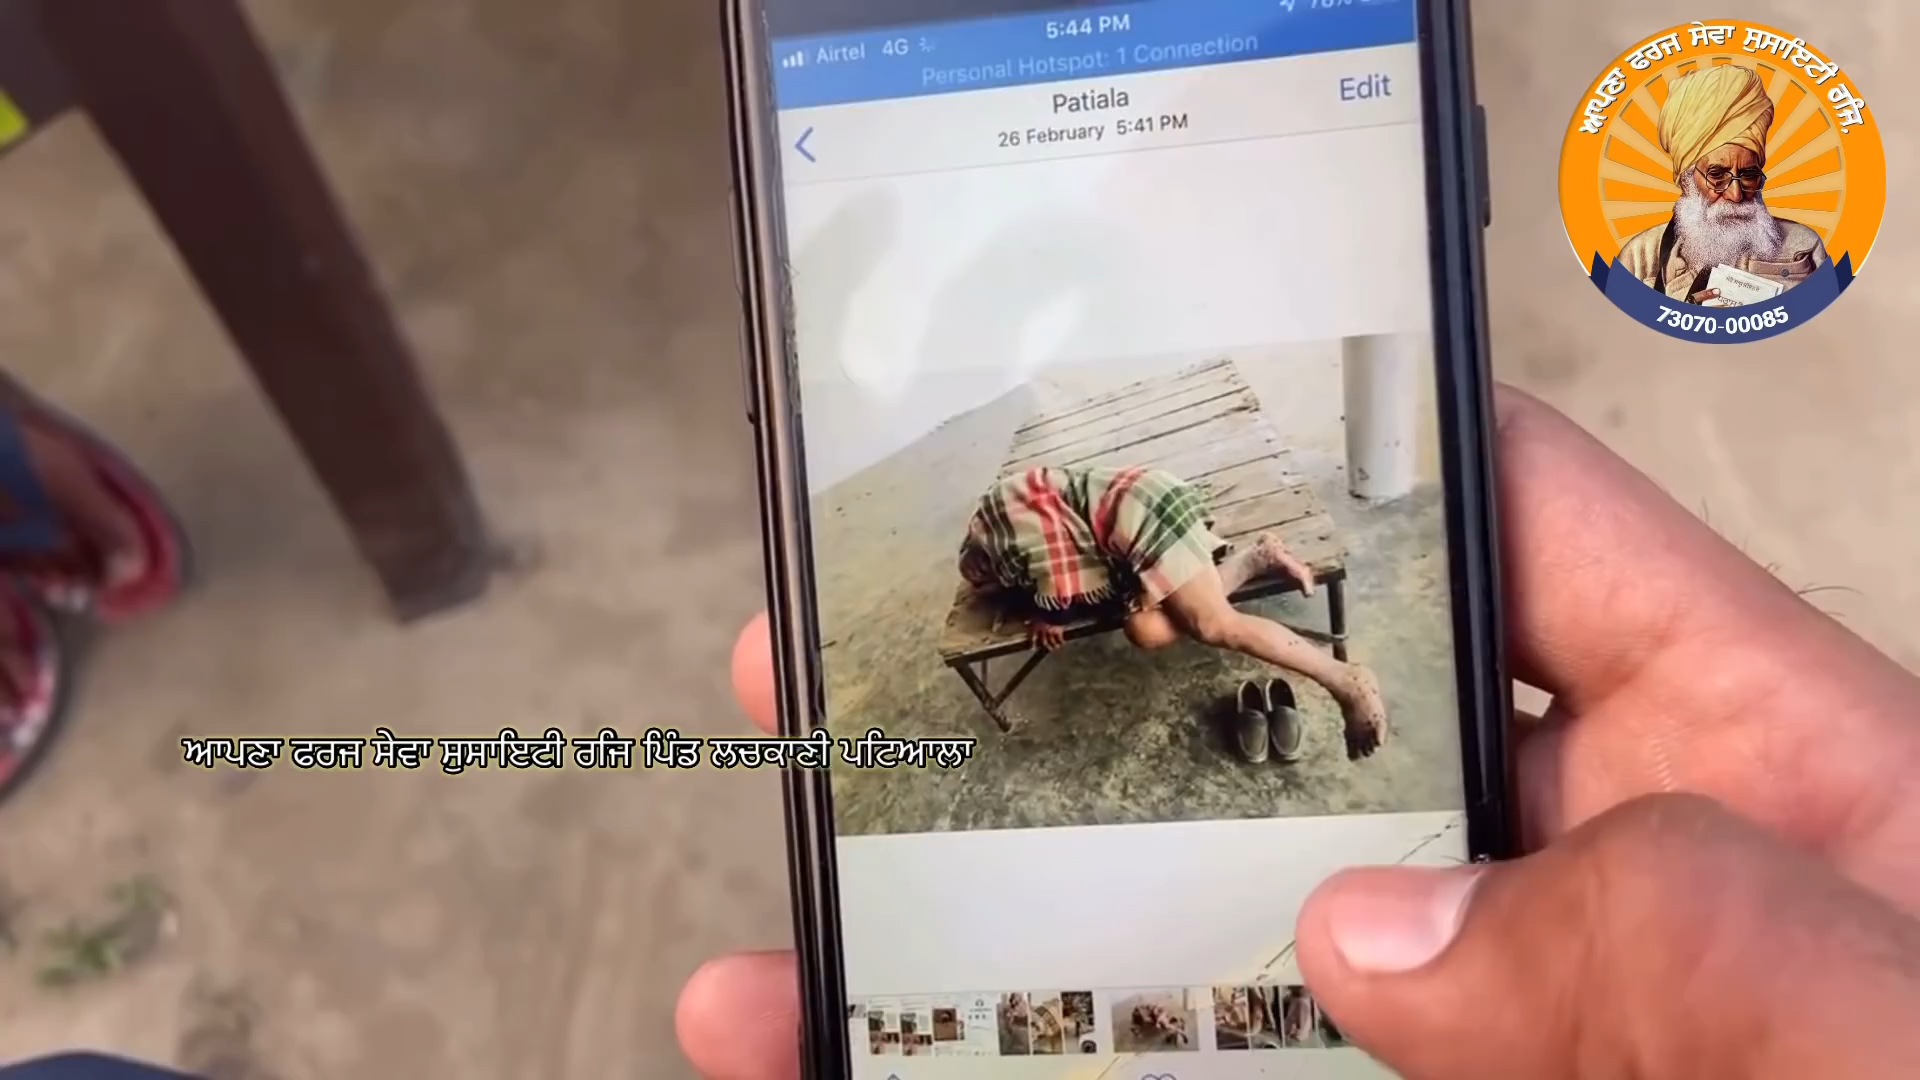 5:44 PM
Airtel 4G
Personal Hotspot: 1 Connection
Patiala
Edit
26 February 5:41 PM
ਆਪਣਾ ਫਰਜ ਸੇਵਾ ਸੁਸਾਇਟੀ ਰਜਿ.
73070-00085
ਆਪਣਾ ਫਰਜ ਸੇਵਾ ਸੁਸਾਇਟੀ ਰਜਿ ਪਿੰਡ ਲਚਕਾਣੀ ਪਟਿਆਲਾ